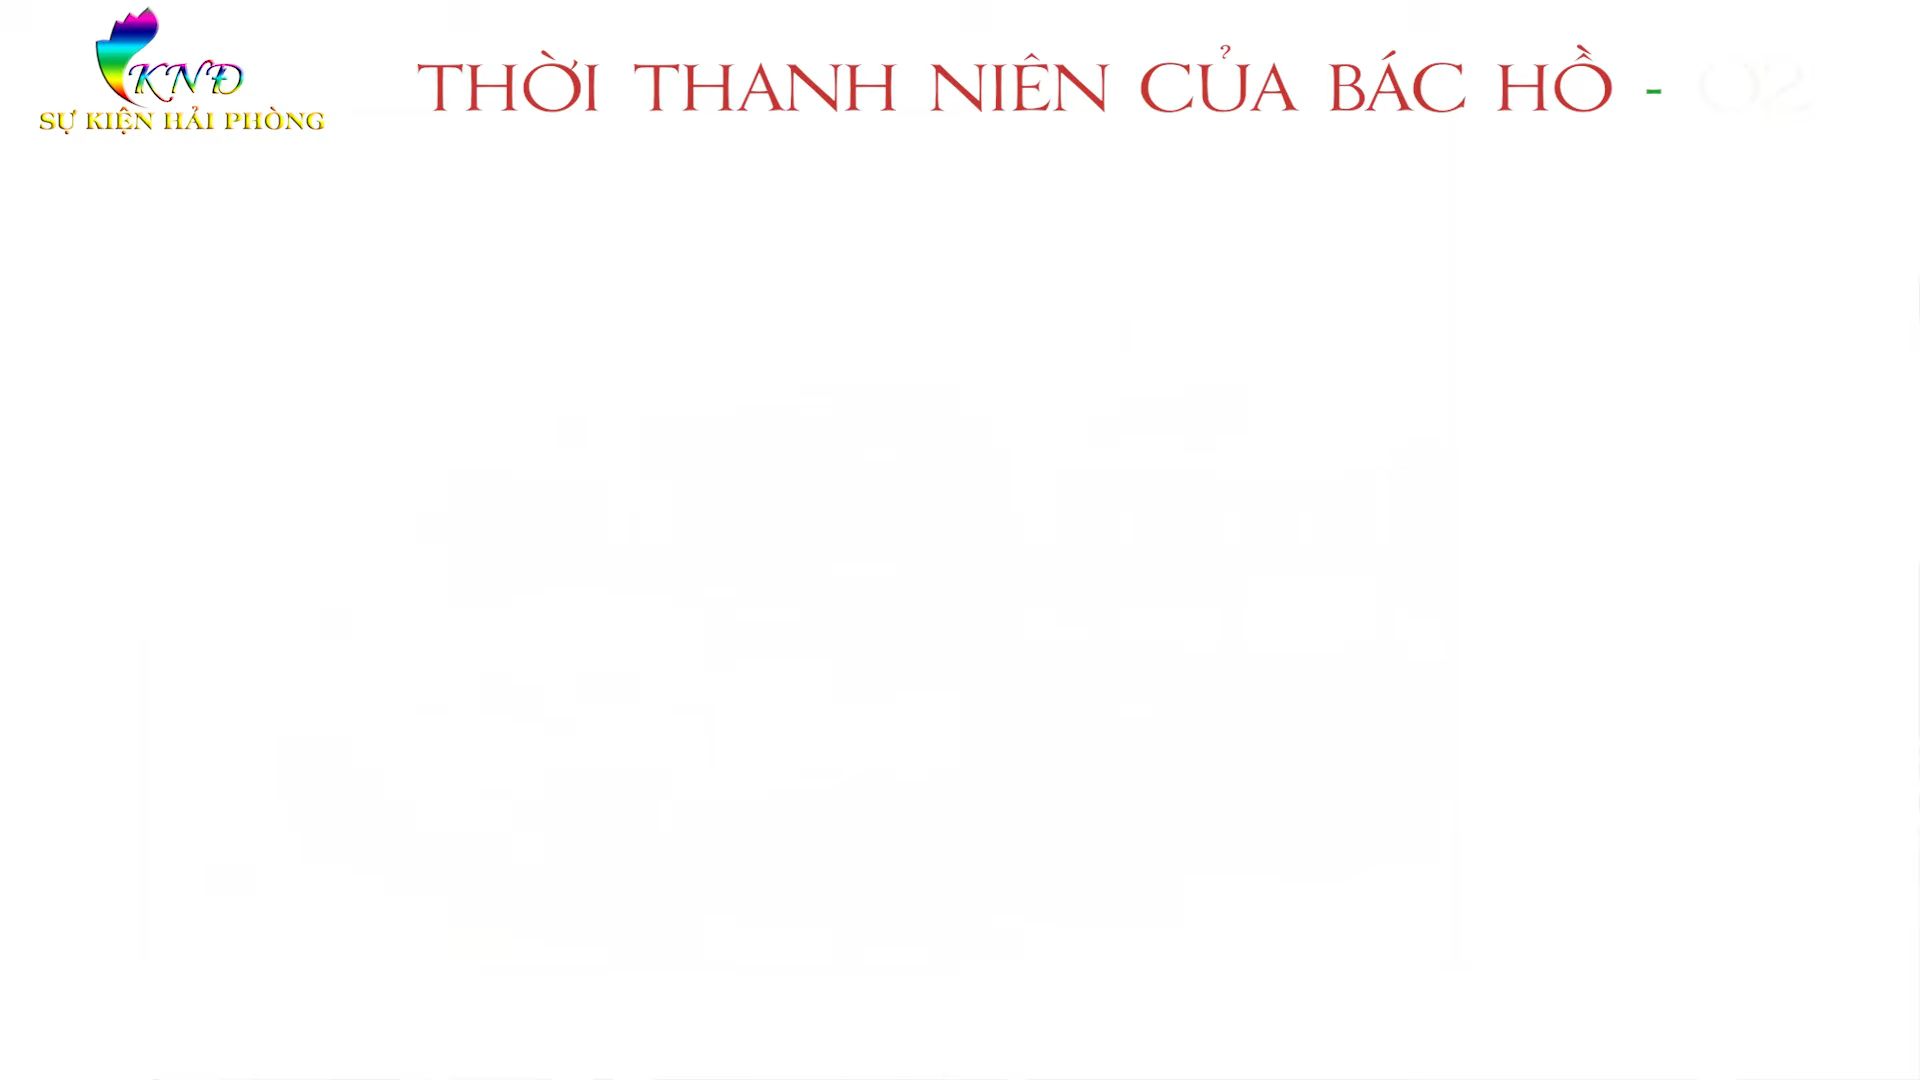 KNĐ
SỰ KIỆN HẢI PHÒNG
THỜI THANH NIÊN CỦA BÁC HỒ -